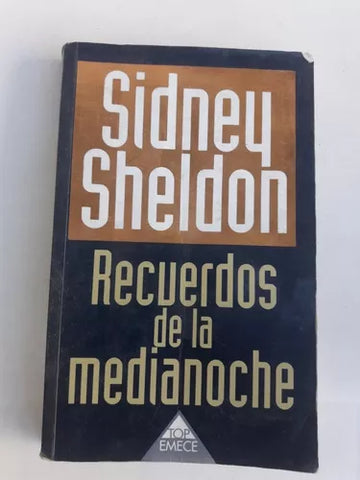 Sidney
Sheldon
Recuerdos
de la
medianoche
TOP
EMECE